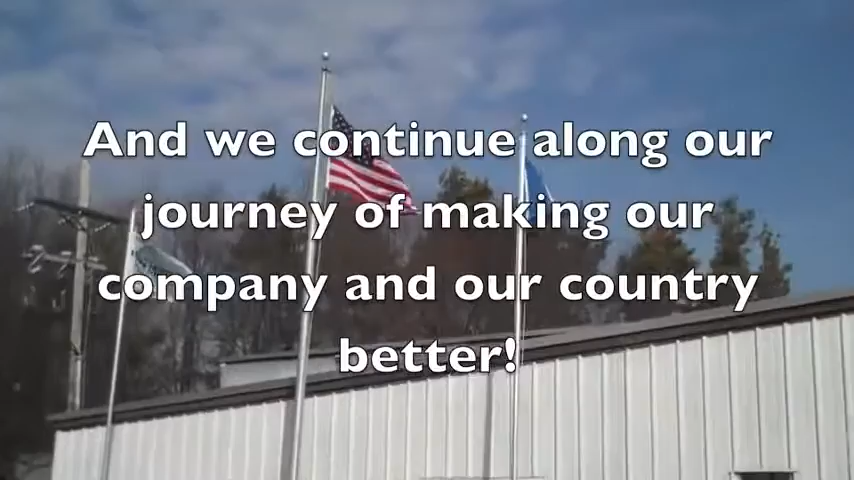 And we continue along our
journey of making our
company and our country
better!